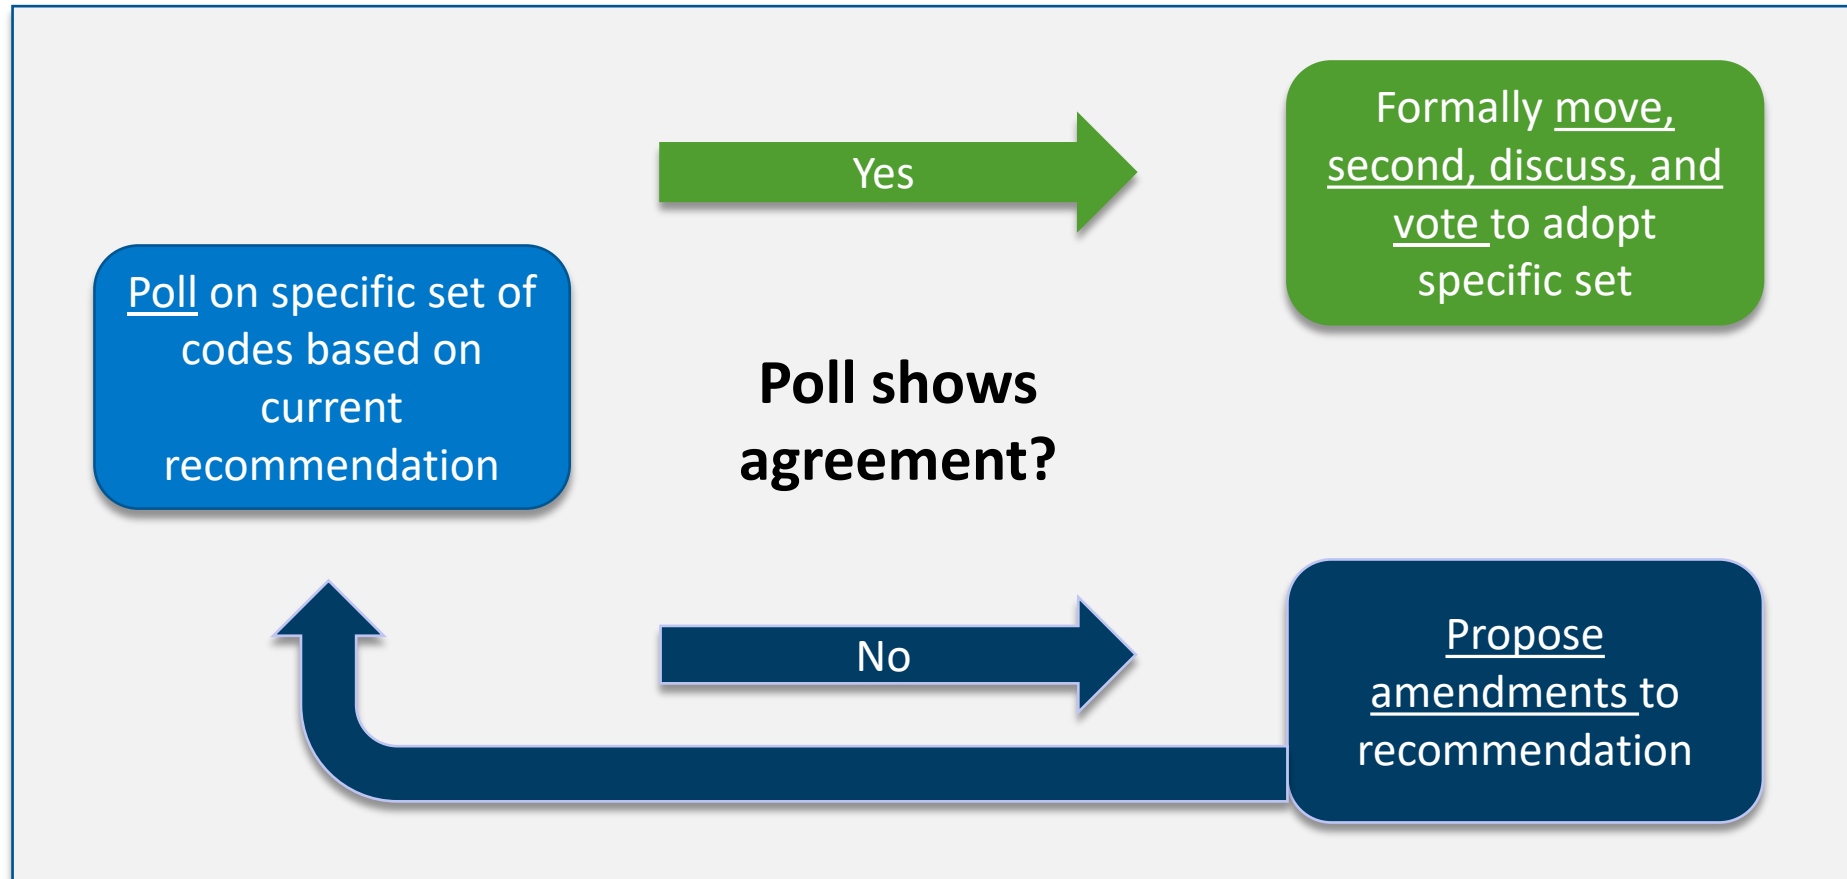 Poll on specific set of
codes based on
current
recommendation
Yes
Poll shows
agreement?
No
Formally move,
second, discuss, and
vote to adopt
specific set
Propose
amendments to
recommendation